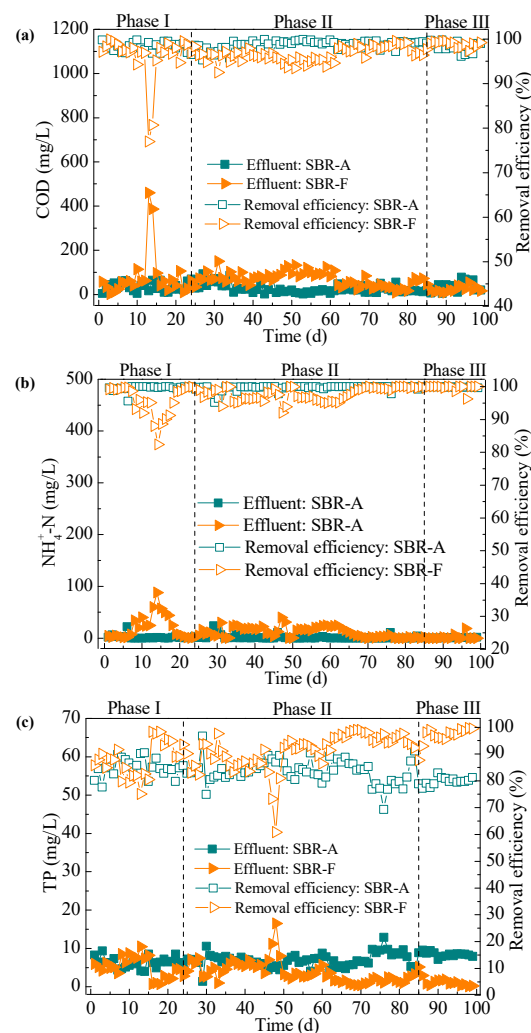 Phase I Phase II Phase III
(a)
1200
1000
800
600
400
200
0
COD (mg/L)
100
90
80
70
60
50
40
Removal efficiency (%)
Effluent: SBR-A
Effluent: SBR-F
Removal efficiency: SBR-A
Removal efficiency: SBR-F
0 10 20 30 40 50 60 70 80 90 100
Time (d)
Phase I Phase II Phase III
(b)
500
400
300
200
100
0
NH₄⁺-N (mg/L)
100
90
80
70
60
50
40
30
20
Removal efficiency (%)
Effluent: SBR-A
Effluent: SBR-A
Removal efficiency: SBR-A
Removal efficiency: SBR-F
0 10 20 30 40 50 60 70 80 90 100
Time (d)
Phase I Phase II Phase III
(c)
70
60
50
40
30
20
10
0
TP (mg/L)
100
90
80
70
60
50
40
30
20
10
0
Removal efficiency (%)
Effluent: SBR-A
Effluent: SBR-F
Removal efficiency: SBR-A
Removal efficiency: SBR-F
0 10 20 30 40 50 60 70 80 90 100
Time (d)